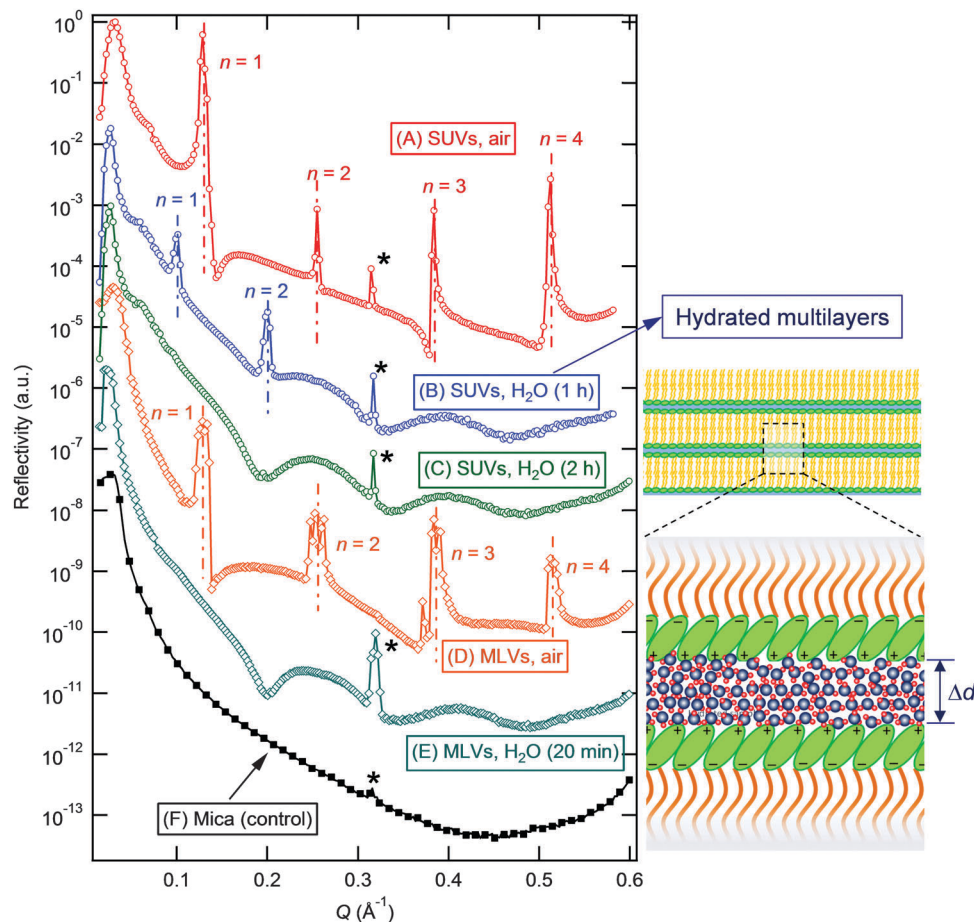 10⁰
10⁻¹
10⁻²
10⁻³
10⁻⁴
10⁻⁵
10⁻⁶
10⁻⁷
10⁻⁸
10⁻⁹
10⁻¹⁰
10⁻¹¹
10⁻¹²
10⁻¹³
Reflectivity (a.u.)
n = 1
(A) SUVs, air
n = 2
n = 3
n = 4
*
n = 1
n = 2
*
(B) SUVs, H₂O (1 h)
Hydrated multilayers
*
(C) SUVs, H₂O (2 h)
n = 1
n = 2
n = 3
n = 4
(D) MLVs, air
*
(E) MLVs, H₂O (20 min)
*
(F) Mica (control)
0.1 0.2 0.3 0.4 0.5 0.6
Q (Å⁻¹)
− − − − − −
+ + + + + +
Δd
+ + + + + +
− − − − − −